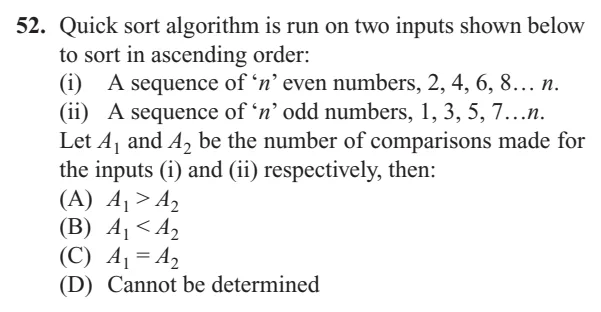 52. Quick sort algorithm is run on two inputs shown below
to sort in ascending order:
(i) A sequence of ‘n’ even numbers, 2, 4, 6, 8… n.
(ii) A sequence of ‘n’ odd numbers, 1, 3, 5, 7…n.
Let A₁ and A₂ be the number of comparisons made for
the inputs (i) and (ii) respectively, then:
(A) A₁ > A₂
(B) A₁ < A₂
(C) A₁ = A₂
(D) Cannot be determined